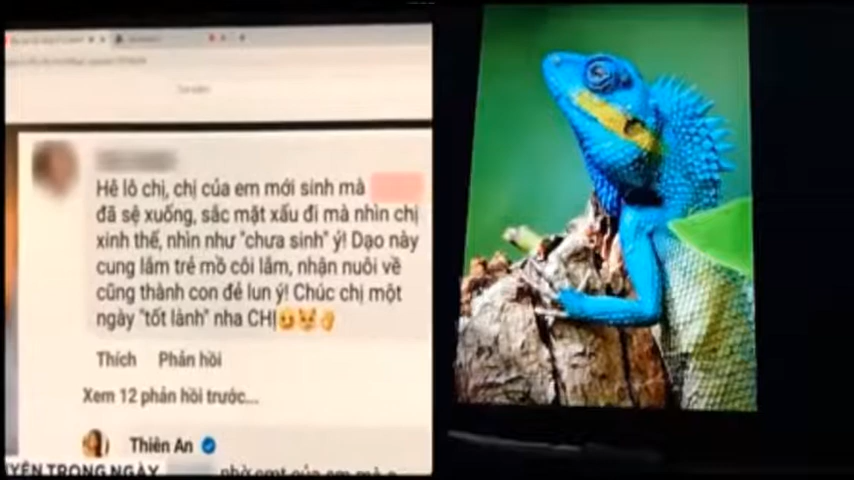 Hê lô chị, chị của em mới sinh mà
đã sệ xuống, sắc mặt xấu đi mà nhìn chị
xinh thế, nhìn như "chưa sinh" ý! Dạo này
cung lắm trẻ mồ côi lắm, nhận nuôi về
cũng thành con đẻ lun ý! Chúc chị một
ngày "tốt lành" nha CHỊ
Thích Phản hồi
Xem 12 phản hồi trước...
Thiên An
YỆN TRONG NGÀY